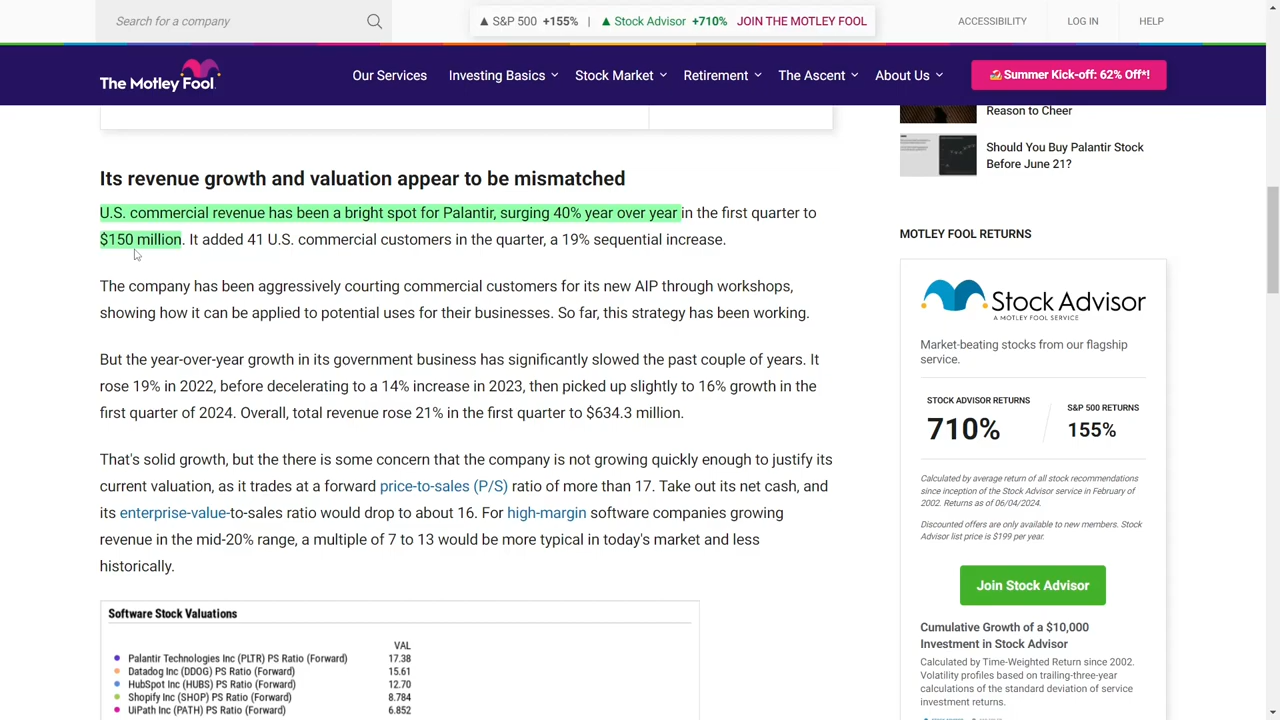 Search for a company
▲ S&P 500 +155% | ▲ Stock Advisor +710% JOIN THE MOTLEY FOOL
ACCESSIBILITY
LOG IN
HELP
The Motley Fool
Our Services
Investing Basics
Stock Market
Retirement
The Ascent
About Us
Summer Kick-off: 62% Off*!
Its revenue growth and valuation appear to be mismatched
U.S. commercial revenue has been a bright spot for Palantir, surging 40% year over year in the first quarter to
$150 million. It added 41 U.S. commercial customers in the quarter, a 19% sequential increase.
The company has been aggressively courting commercial customers for its new AIP through workshops,
showing how it can be applied to potential uses for their businesses. So far, this strategy has been working.
But the year-over-year growth in its government business has significantly slowed the past couple of years. It
rose 19% in 2022, before decelerating to a 14% increase in 2023, then picked up slightly to 16% growth in the
first quarter of 2024. Overall, total revenue rose 21% in the first quarter to $634.3 million.
That's solid growth, but the there is some concern that the company is not growing quickly enough to justify its
current valuation, as it trades at a forward price-to-sales (P/S) ratio of more than 17. Take out its net cash, and
its enterprise-value-to-sales ratio would drop to about 16. For high-margin software companies growing
revenue in the mid-20% range, a multiple of 7 to 13 would be more typical in today's market and less
historically.
Software Stock Valuations
VAL
Palantir Technologies Inc (PLTR) PS Ratio (Forward) 17.38
Datadog Inc (DDOG) PS Ratio (Forward) 15.61
HubSpot Inc (HUBS) PS Ratio (Forward) 12.70
Shopify Inc (SHOP) PS Ratio (Forward) 8.784
UiPath Inc (PATH) PS Ratio (Forward) 6.852
Reason to Cheer
Should You Buy Palantir Stock
Before June 21?
MOTLEY FOOL RETURNS
Stock Advisor
A MOTLEY FOOL SERVICE
Market-beating stocks from our flagship
service.
STOCK ADVISOR RETURNS
710%
S&P 500 RETURNS
155%
Calculated by average return of all stock recommendations
since inception of the Stock Advisor service in February of
2002. Returns as of 06/04/2024.
Discounted offers are only available to new members. Stock
Advisor list price is $199 per year.
Join Stock Advisor
Cumulative Growth of a $10,000
Investment in Stock Advisor
Calculated by Time-Weighted Return since 2002.
Volatility profiles based on trailing-three-year
calculations of the standard deviation of service
investment returns.